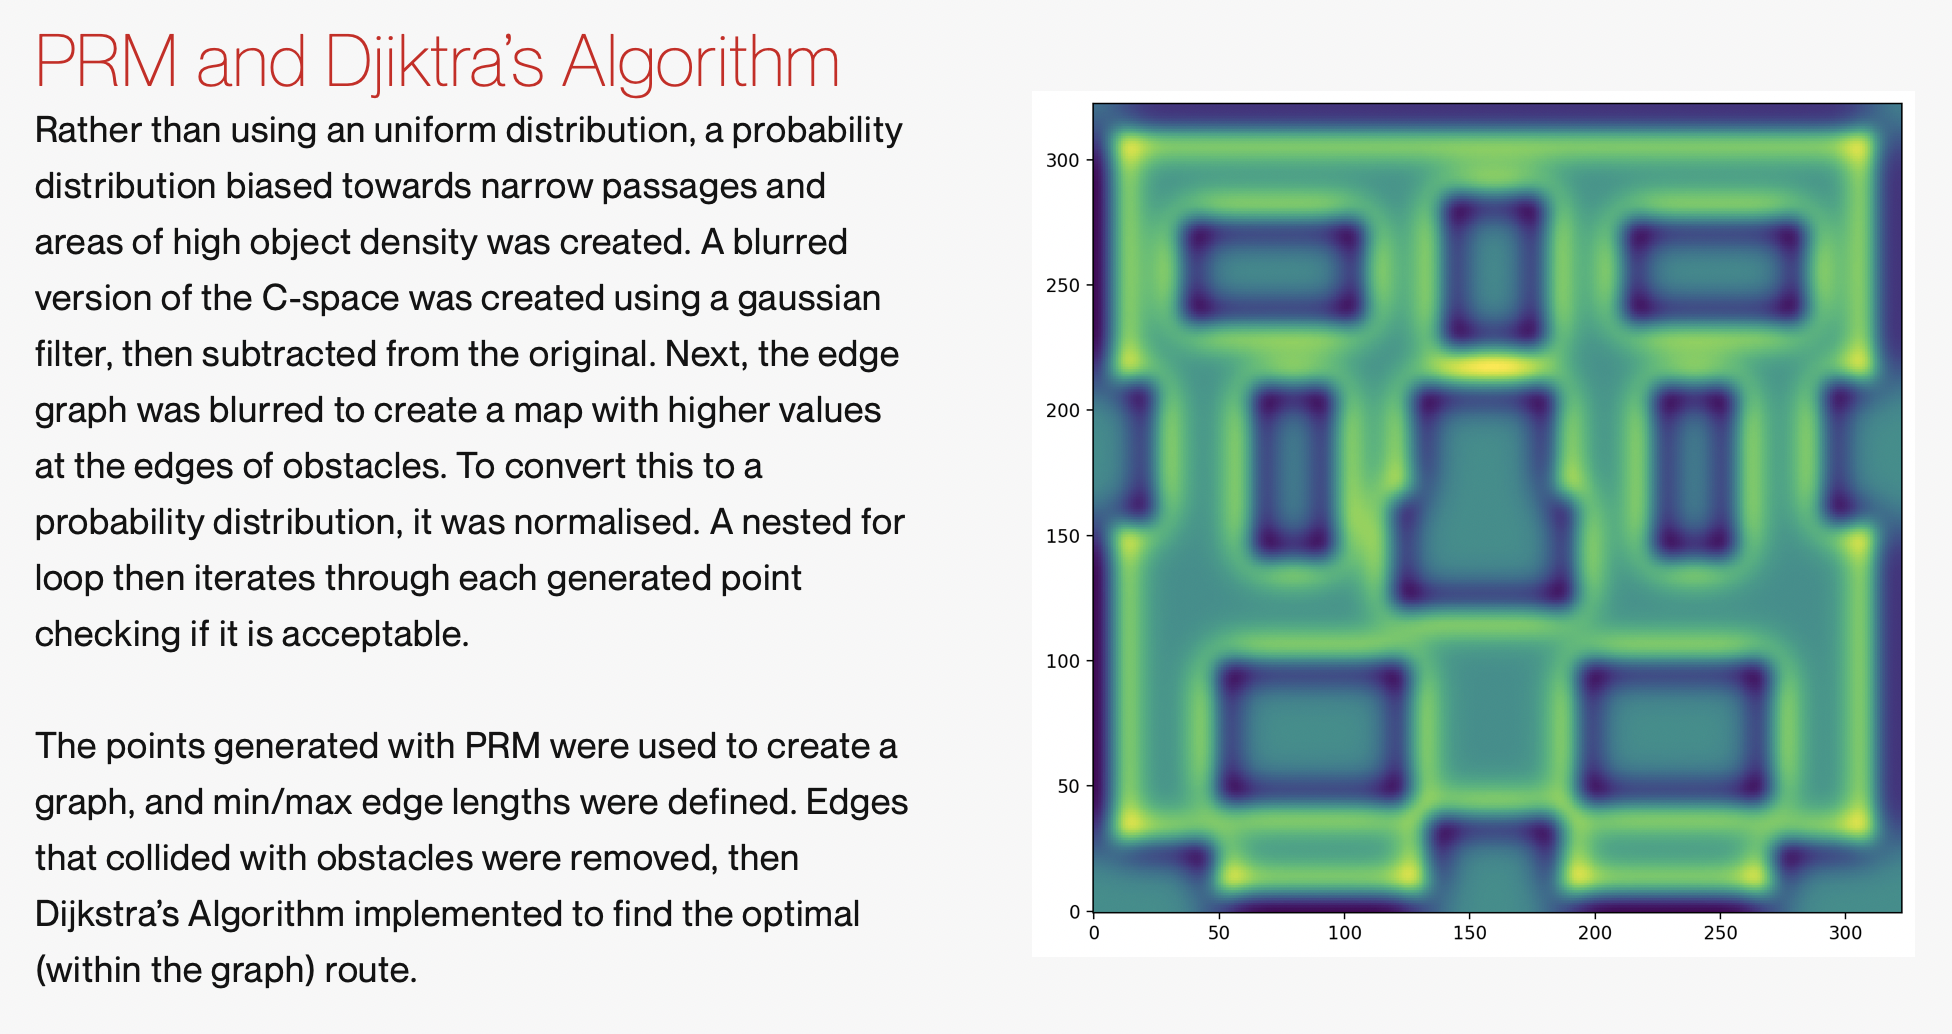 PRM and Djiktra’s Algorithm
Rather than using an uniform distribution, a probability
distribution biased towards narrow passages and
areas of high object density was created. A blurred
version of the C-space was created using a gaussian
filter, then subtracted from the original. Next, the edge
graph was blurred to create a map with higher values
at the edges of obstacles. To convert this to a
probability distribution, it was normalised. A nested for
loop then iterates through each generated point
checking if it is acceptable.
The points generated with PRM were used to create a
graph, and min/max edge lengths were defined. Edges
that collided with obstacles were removed, then
Dijkstra’s Algorithm implemented to find the optimal
(within the graph) route.
300
250
200
150
100
50
0
0 50 100 150 200 250 300